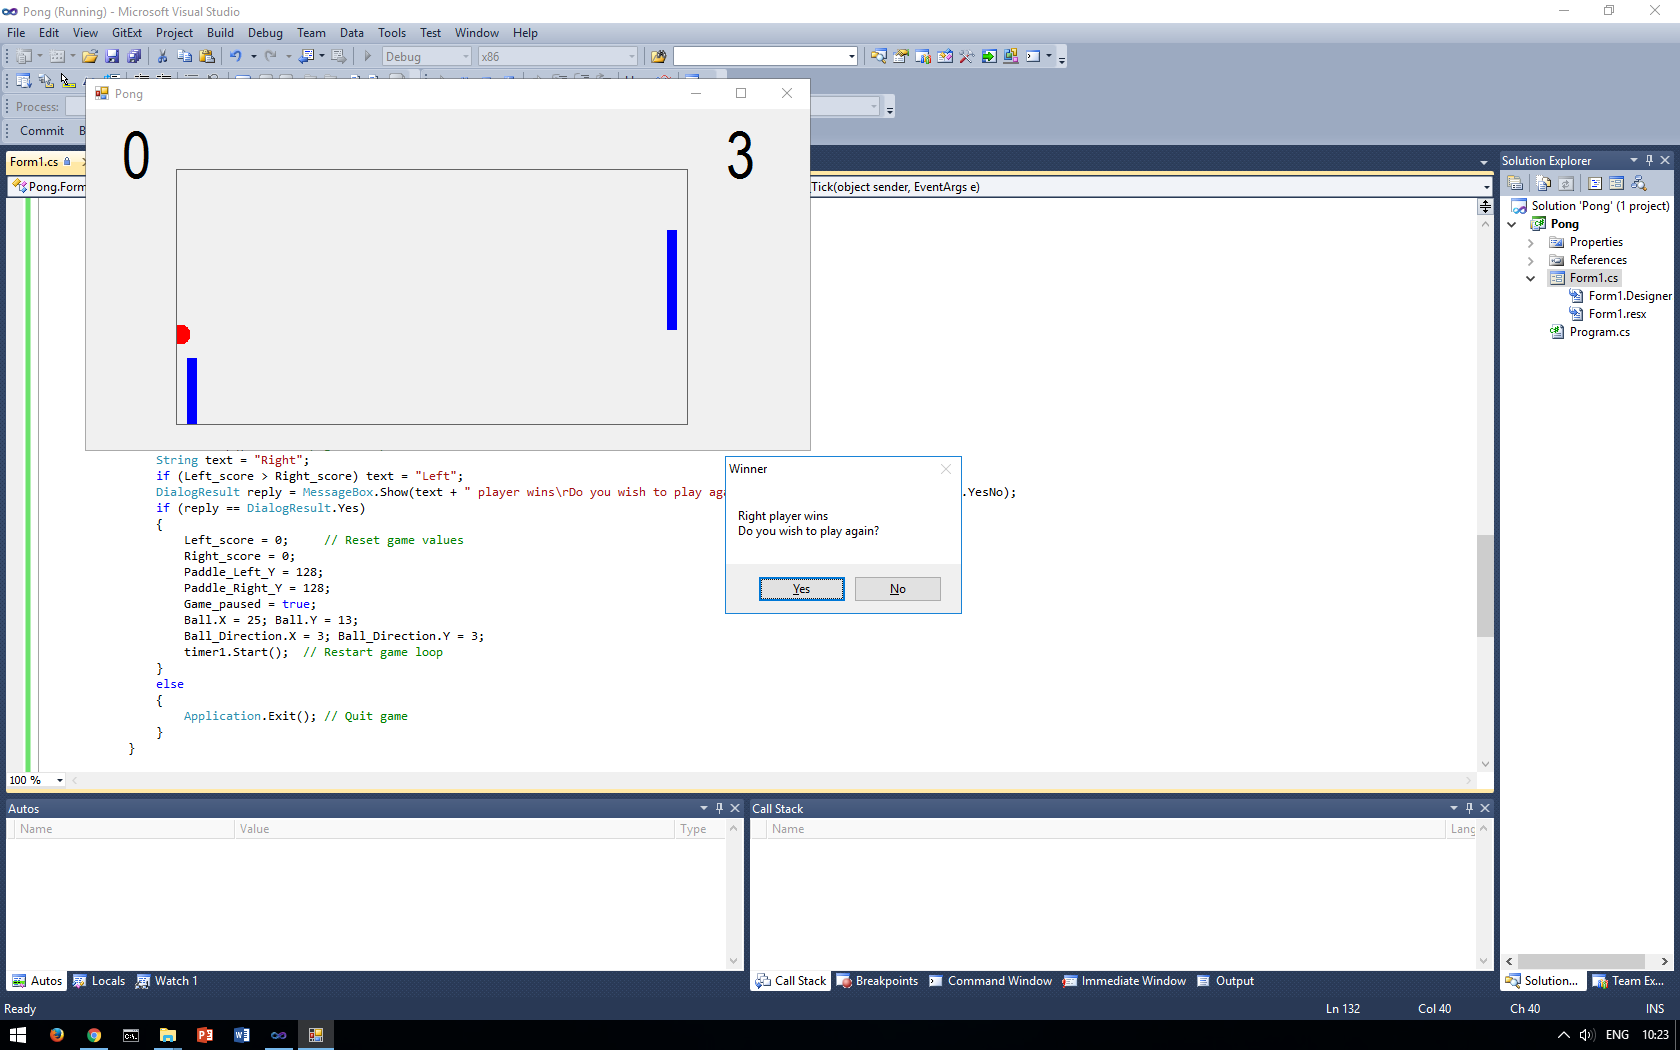 Pong (Running) - Microsoft Visual Studio
File Edit View GitExt Project Build Debug Team Data Tools Test Window Help
Debug x86
Process:
Commit
Pong
0 3
Form1.cs
Pong.Form
Tick(object sender, EventArgs e)
String text = "Right";
if (Left_score > Right_score) text = "Left";
DialogResult reply = MessageBox.Show(text + " player wins\rDo you wish to play aga .YesNo);
if (reply == DialogResult.Yes)
{
Left_score = 0; // Reset game values
Right_score = 0;
Paddle_Left_Y = 128;
Paddle_Right_Y = 128;
Game_paused = true;
Ball.X = 25; Ball.Y = 13;
Ball_Direction.X = 3; Ball_Direction.Y = 3;
timer1.Start(); // Restart game loop
}
else
{
Application.Exit(); // Quit game
}
}
100 %
Winner
Right player wins
Do you wish to play again?
Yes No
Solution Explorer
Solution 'Pong' (1 project)
Pong
Properties
References
Form1.cs
Form1.Designer
Form1.resx
Program.cs
Autos
Name Value Type
Call Stack
Name Lang
Autos Locals Watch 1
Call Stack Breakpoints Command Window Immediate Window Output
Solution... Team Ex...
Ready Ln 132 Col 40 Ch 40 INS
ENG 10:23